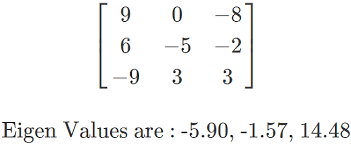 9 0 −8
6 −5 −2
−9 3 3
Eigen Values are : -5.90, -1.57, 14.48